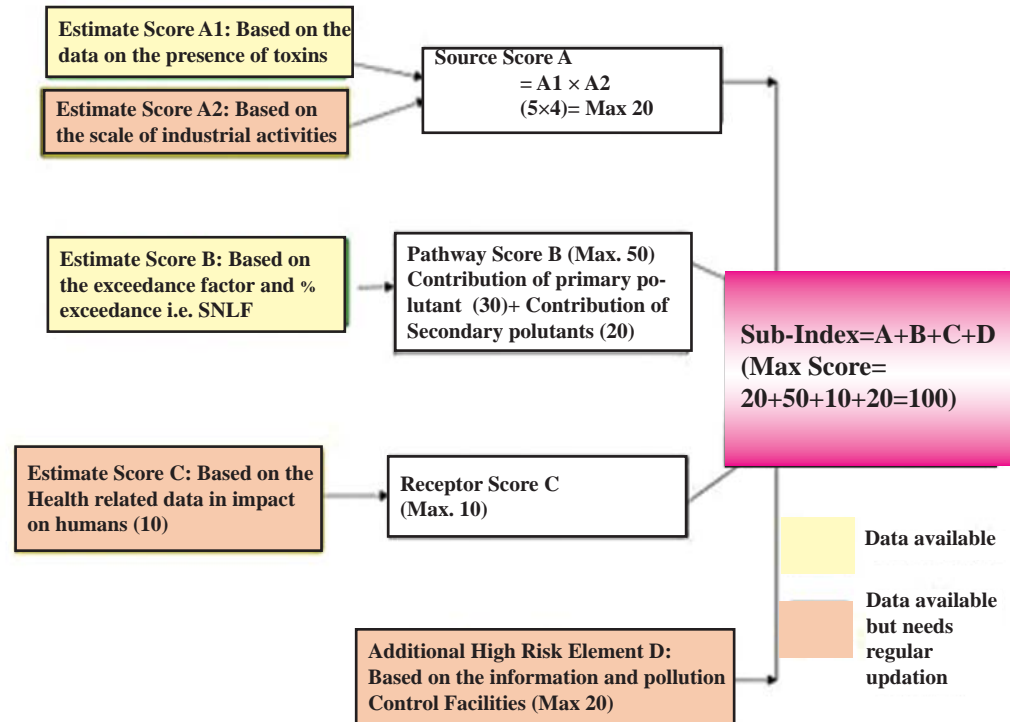 Estimate Score A1: Based on the
data on the presence of toxins
Estimate Score A2: Based on
the scale of industrial activities
Source Score A
= A1 × A2
(5×4)= Max 20
Estimate Score B: Based on
the exceedance factor and %
exceedance i.e. SNLF
Pathway Score B (Max. 50)
Contribution of primary po-
lutant (30)+ Contribution of
Secondary polutants (20)
Sub-Index=A+B+C+D
(Max Score=
20+50+10+20=100)
Estimate Score C: Based on the
Health related data in impact
on humans (10)
Receptor Score C
(Max. 10)
Data available
Data available
but needs
regular
updation
Additional High Risk Element D:
Based on the information and pollution
Control Facilities (Max 20)